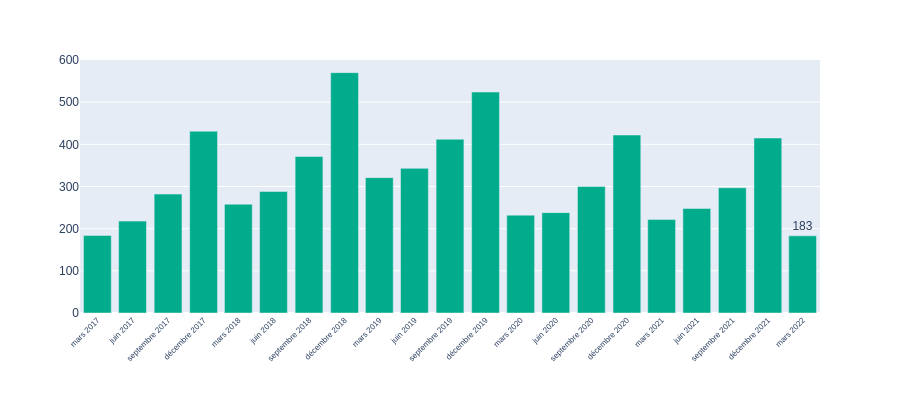 600
500
400
300
200
100
0
183
mars 2017
juin 2017
septembre 2017
décembre 2017
mars 2018
juin 2018
septembre 2018
décembre 2018
mars 2019
juin 2019
septembre 2019
décembre 2019
mars 2020
juin 2020
septembre 2020
décembre 2020
mars 2021
juin 2021
septembre 2021
décembre 2021
mars 2022